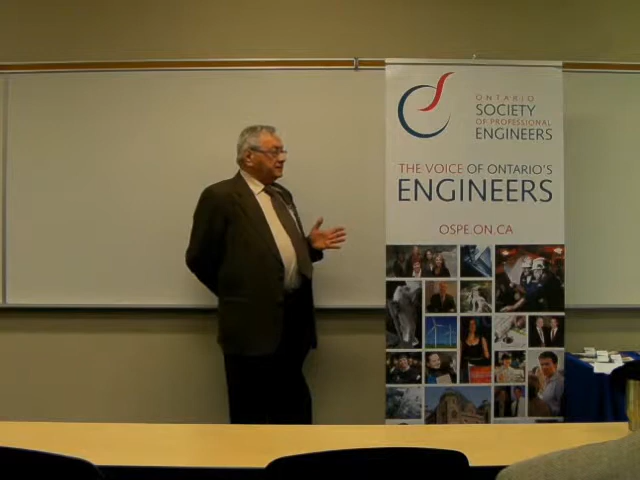 ONTARIO
SOCIETY
OF PROFESSIONAL
ENGINEERS
THE VOICE OF ONTARIO'S
ENGINEERS
OSPE.ON.CA